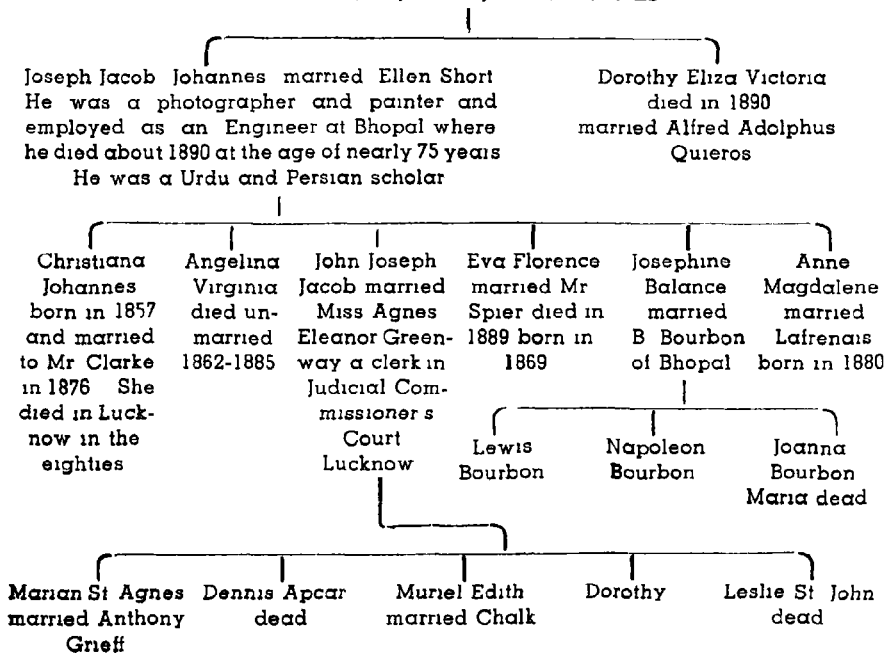 Joseph Jacob Johannes married Ellen Short
He was a photographer and painter and
employed as an Engineer at Bhopal where
he died about 1890 at the age of nearly 75 years
He was a Urdu and Persian scholar
Dorothy Eliza Victoria
died in 1890
married Alfred Adolphus
Quieros
Christiana
Johannes
born in 1857
and married
to Mr Clarke
in 1876 She
died in Luck-
now in the
eighties
Angelina
Virginia
died un-
married
1862-1885
John Joseph
Jacob married
Miss Agnes
Eleanor Green-
way a clerk in
Judicial Com-
missioner s
Court
Lucknow
Eva Florence
married Mr
Spier died in
1889 born in
1869
Josephine
Balance
married
B Bourbon
of Bhopal
Anne
Magdalene
married
Lafrenais
born in 1880
Lewis
Bourbon
Napoleon
Bourbon
Joanna
Bourbon
Maria dead
Marian St Agnes
married Anthony
Grieff
Dennis Apcar
dead
Muriel Edith
married Chalk
Dorothy
Leslie St John
dead